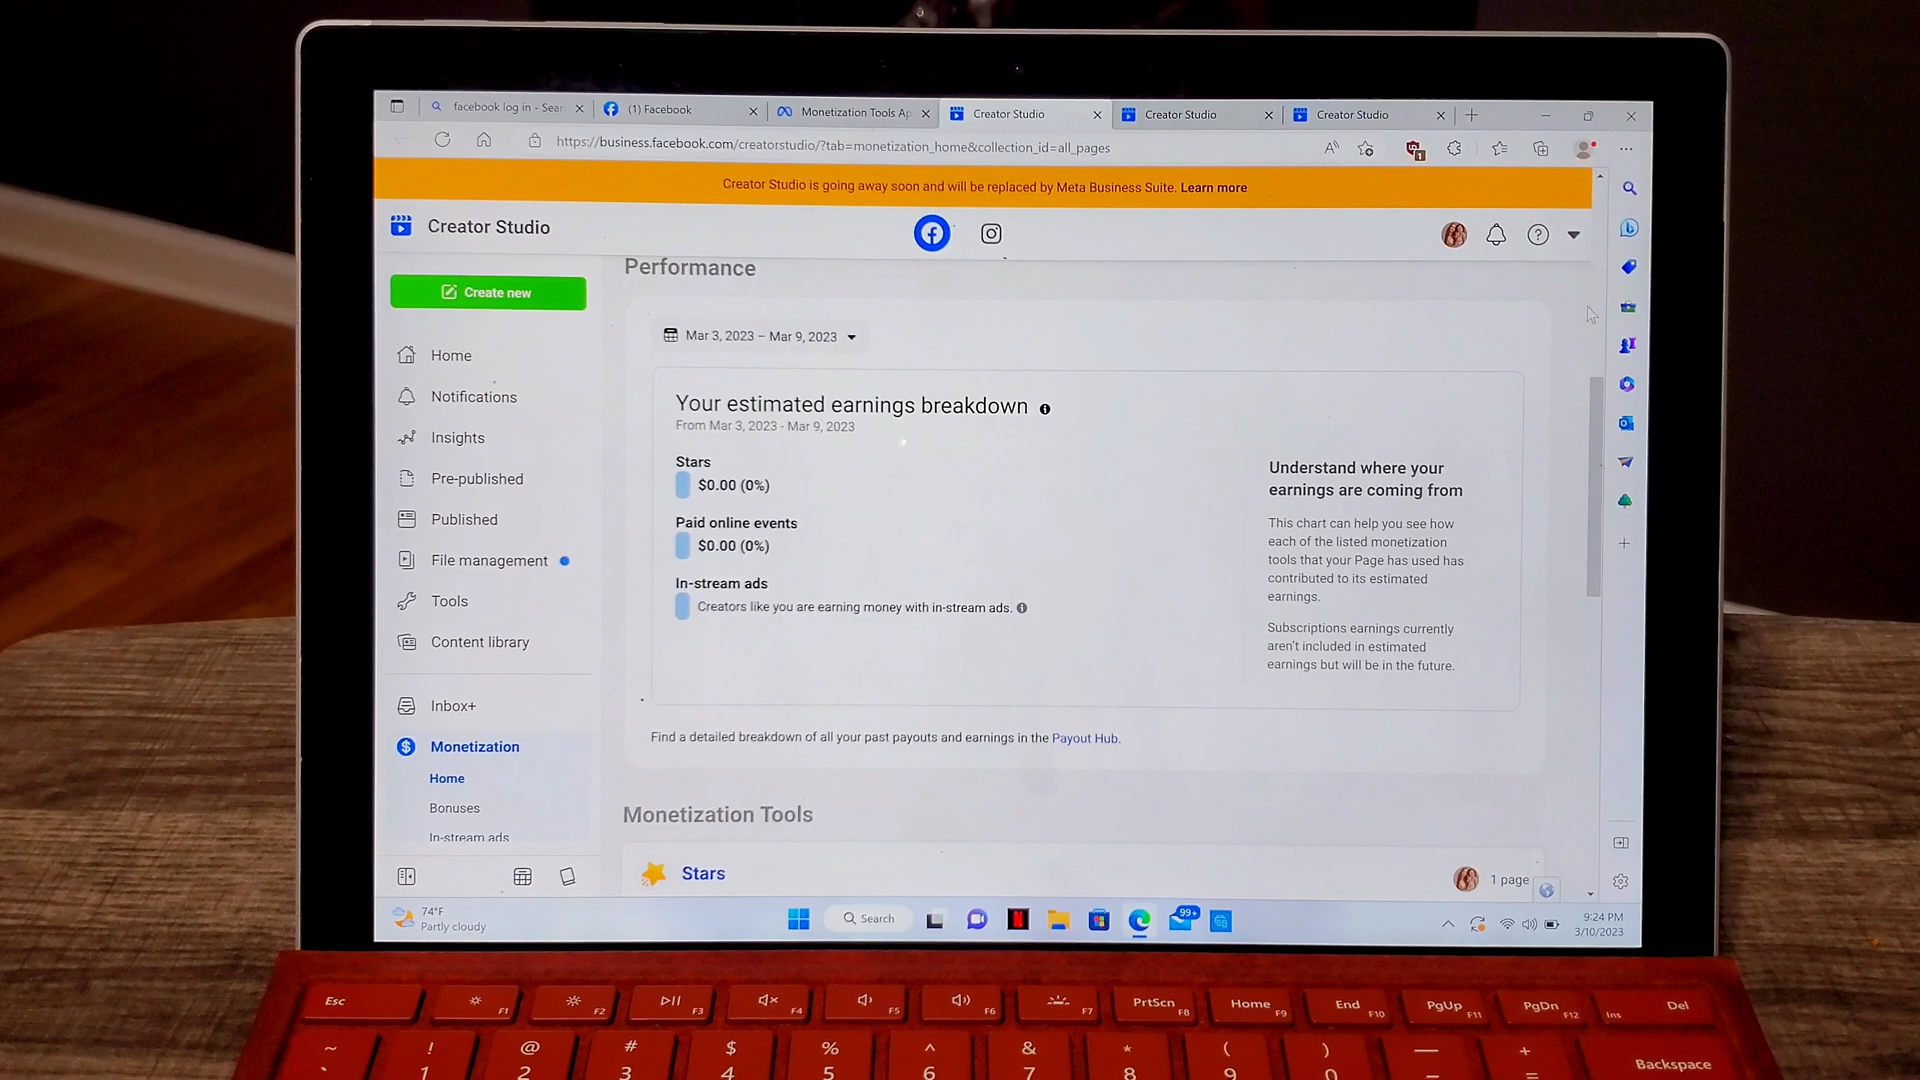 facebook log in - Sear
(1) Facebook
Monetization Tools Ap
Creator Studio
Creator Studio
Creator Studio
https://business.facebook.com/creatorstudio/?tab=monetization_home&collection_id=all_pages
1
Creator Studio is going away soon and will be replaced by Meta Business Suite. Learn more
Creator Studio
Create new
Home
Notifications
Insights
Pre-published
Published
File management
Tools
Content library
Inbox+
Monetization
Home
Bonuses
In-stream ads
Performance
Mar 3, 2023 – Mar 9, 2023
Your estimated earnings breakdown
From Mar 3, 2023 - Mar 9, 2023
Stars
$0.00 (0%)
Paid online events
$0.00 (0%)
In-stream ads
Creators like you are earning money with in-stream ads.
Understand where your
earnings are coming from
This chart can help you see how
each of the listed monetization
tools that your Page has used has
contributed to its estimated
earnings.
Subscriptions earnings currently
aren't included in estimated
earnings but will be in the future.
Find a detailed breakdown of all your past payouts and earnings in the Payout Hub.
Monetization Tools
Stars
1 page
74°F
Partly cloudy
Search
99+
9:24 PM
3/10/2023
Esc
F1
F2
F3
F4
F5
F6
F7
PrtScn F8
Home F9
End F10
PgUp F11
PgDn F12
Ins Del
~ ! @ # $ % ^ & * ( ) — +
` 1 2 3 4 5 6 7 8 9 0 – =
Backspace